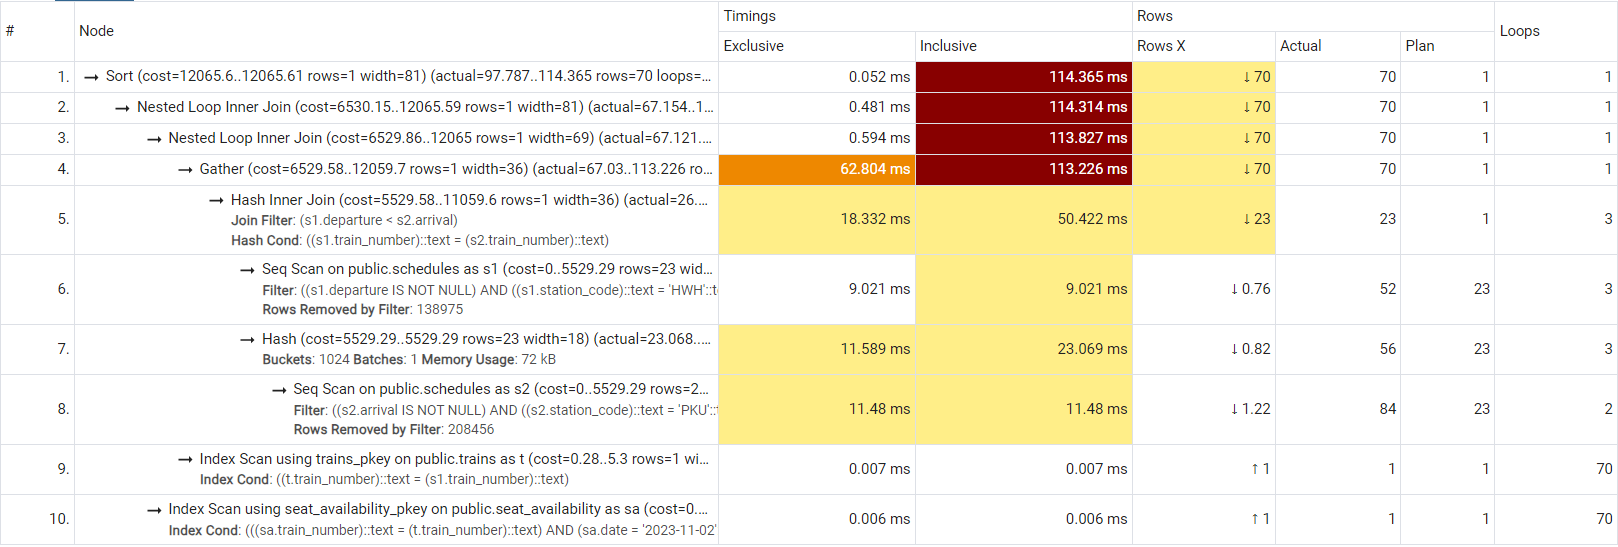 Timings Rows
# Node Loops
Exclusive Inclusive Rows X Actual Plan
1. → Sort (cost=12065.6..12065.61 rows=1 width=81) (actual=97.787..114.365 rows=70 loops=... 0.052 ms 114.365 ms ↓ 70 70 1 1
2. → Nested Loop Inner Join (cost=6530.15..12065.59 rows=1 width=81) (actual=67.154..1... 0.481 ms 114.314 ms ↓ 70 70 1 1
3. → Nested Loop Inner Join (cost=6529.86..12065 rows=1 width=69) (actual=67.121.... 0.594 ms 113.827 ms ↓ 70 70 1 1
4. → Gather (cost=6529.58..12059.7 rows=1 width=36) (actual=67.03..113.226 ro... 62.804 ms 113.226 ms ↓ 70 70 1 1
→ Hash Inner Join (cost=5529.58..11059.6 rows=1 width=36) (actual=26....
5. Join Filter: (s1.departure < s2.arrival) 18.332 ms 50.422 ms ↓ 23 23 1 3
Hash Cond: ((s1.train_number)::text = (s2.train_number)::text)
→ Seq Scan on public.schedules as s1 (cost=0..5529.29 rows=23 wid...
6. Filter: ((s1.departure IS NOT NULL) AND ((s1.station_code)::text = 'HWH'::t 9.021 ms 9.021 ms ↓ 0.76 52 23 3
Rows Removed by Filter: 138975
→ Hash (cost=5529.29..5529.29 rows=23 width=18) (actual=23.068....
7. Buckets: 1024 Batches: 1 Memory Usage: 72 kB 11.589 ms 23.069 ms ↓ 0.82 56 23 3
→ Seq Scan on public.schedules as s2 (cost=0..5529.29 rows=2...
8. Filter: ((s2.arrival IS NOT NULL) AND ((s2.station_code)::text = 'PKU':: 11.48 ms 11.48 ms ↓ 1.22 84 23 2
Rows Removed by Filter: 208456
→ Index Scan using trains_pkey on public.trains as t (cost=0.28..5.3 rows=1 wi...
9. Index Cond: ((t.train_number)::text = (s1.train_number)::text) 0.007 ms 0.007 ms ↑ 1 1 1 70
→ Index Scan using seat_availability_pkey on public.seat_availability as sa (cost=0....
10. Index Cond: (((sa.train_number)::text = (t.train_number)::text) AND (sa.date = '2023-11-02' 0.006 ms 0.006 ms ↑ 1 1 1 70